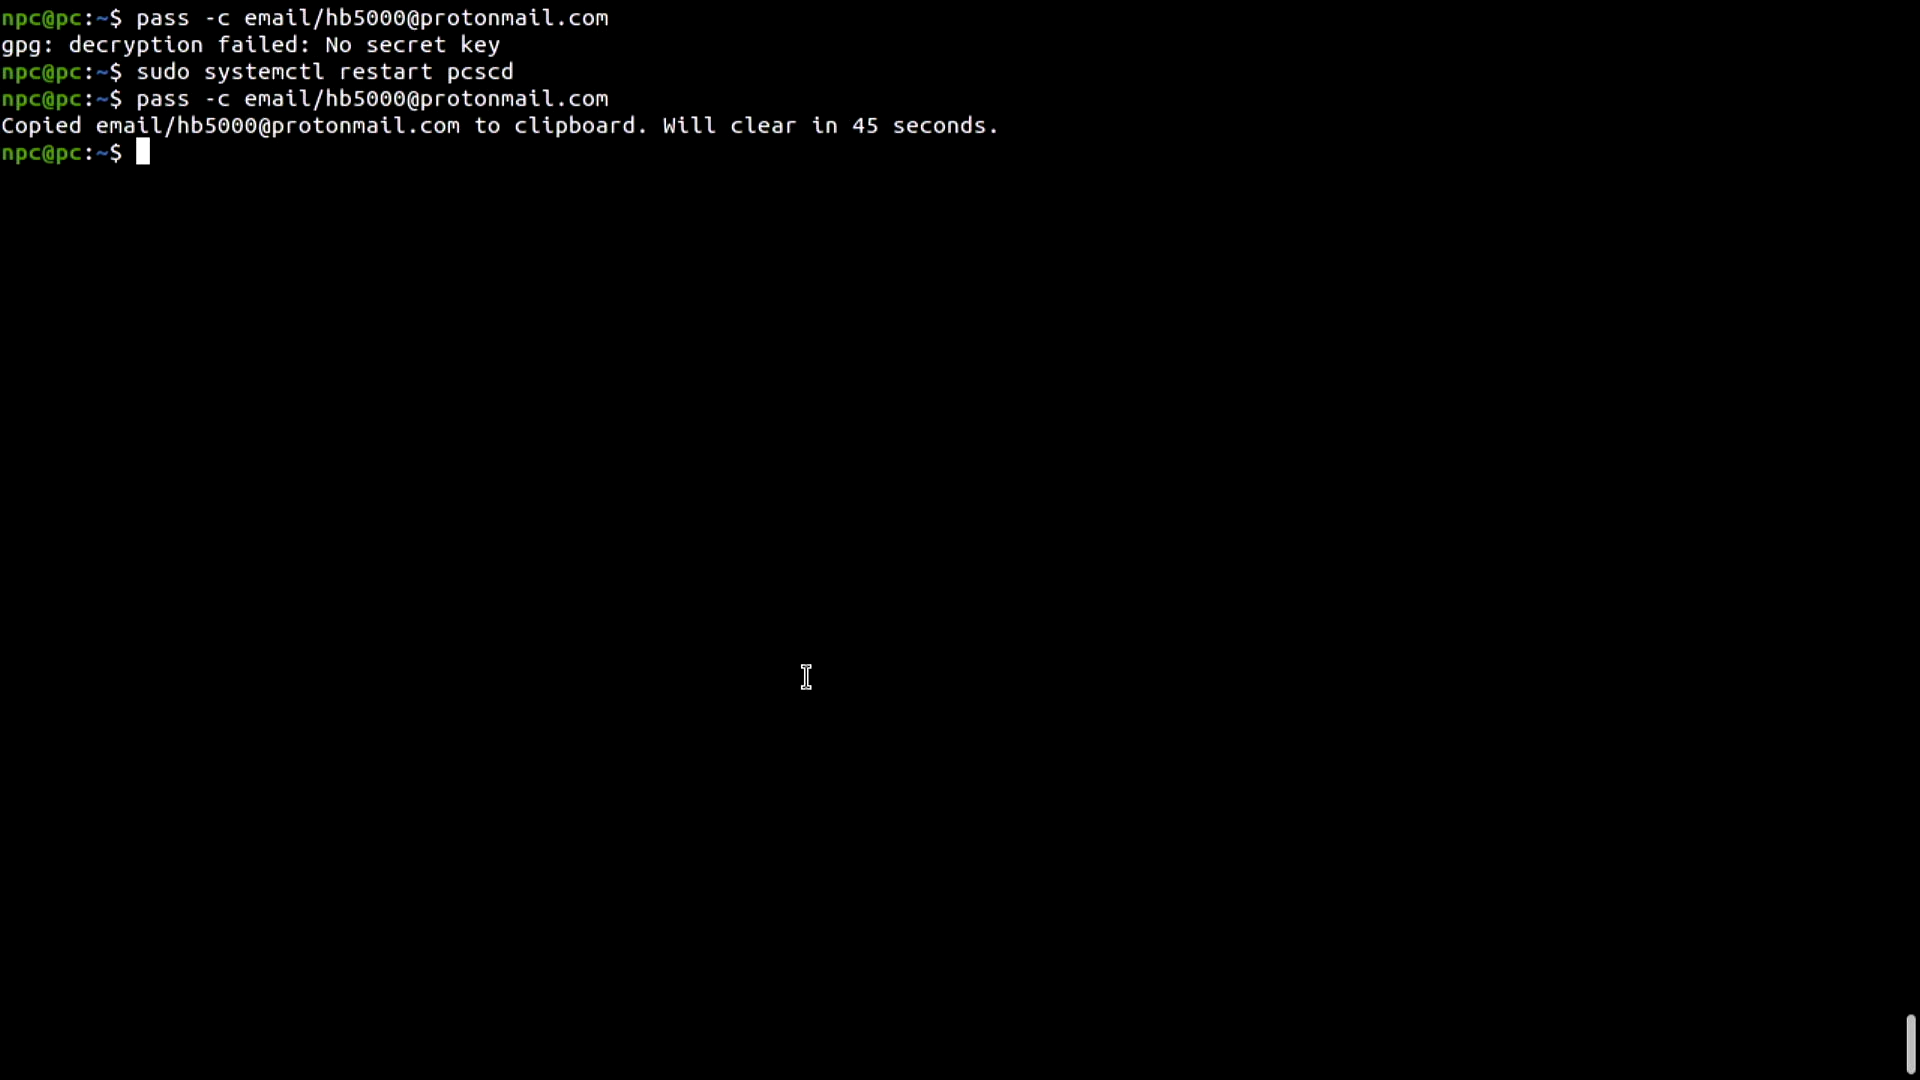 npc@pc:~$ pass -c email/hb5000@protonmail.com
gpg: decryption failed: No secret key
npc@pc:~$ sudo systemctl restart pcscd
npc@pc:~$ pass -c email/hb5000@protonmail.com
Copied email/hb5000@protonmail.com to clipboard. Will clear in 45 seconds.
npc@pc:~$